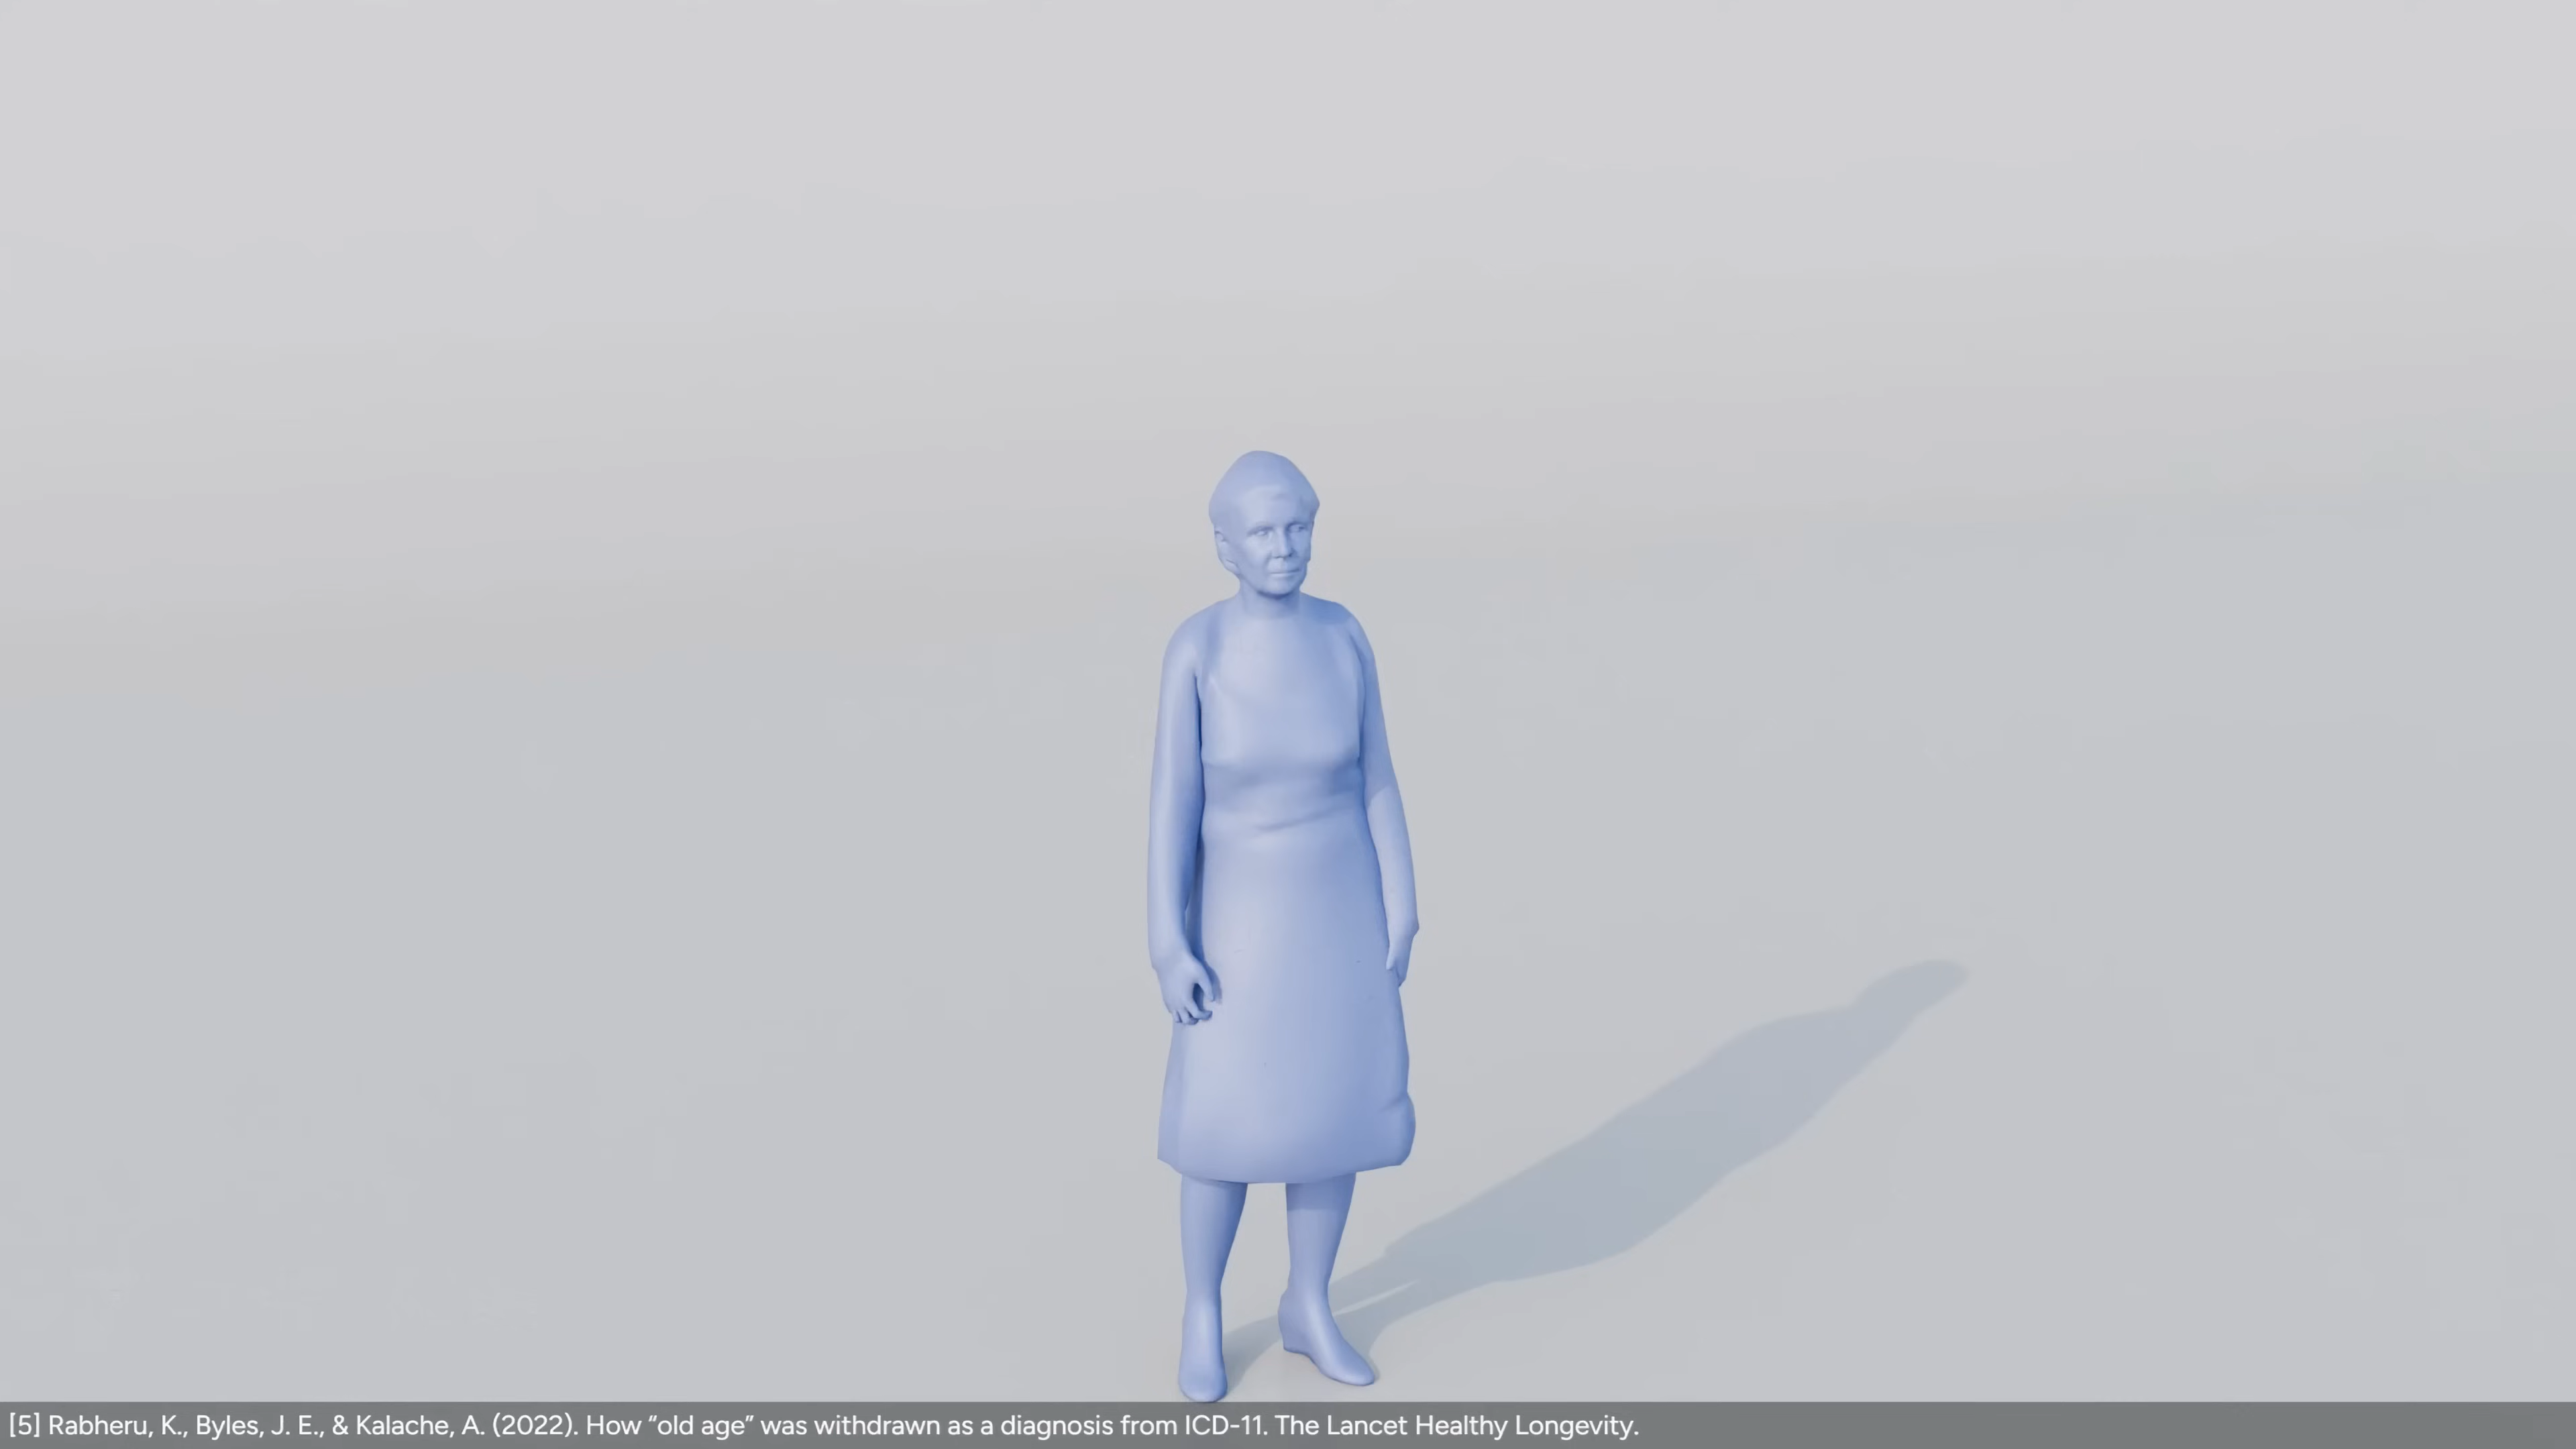 [5] Rabheru, K., Byles, J. E., & Kalache, A. (2022). How “old age” was withdrawn as a diagnosis from ICD-11. The Lancet Healthy Longevity.